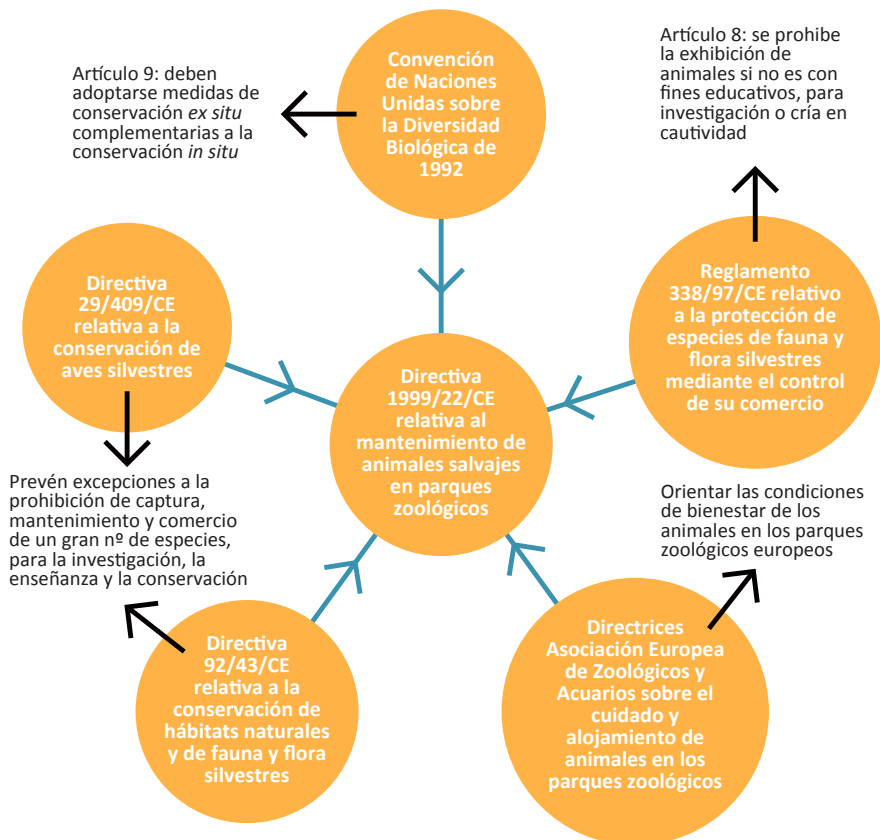 Artículo 9: deben
adoptarse medidas de
conservación ex situ
complementarias a la
conservación in situ
Convención
de Naciones
Unidas sobre
la Diversidad
Biológica de
1992
Artículo 8: se prohibe
la exhibición de
animales si no es con
fines educativos, para
investigación o cría en
cautividad
Directiva
29/409/CE
relativa a la
conservación de
aves silvestres
Directiva
1999/22/CE
relativa al
mantenimiento de
animales salvajes
en parques
zoológicos
Reglamento
338/97/CE relativo
a la protección de
especies de fauna y
flora silvestres
mediante el control
de su comercio
Prevén excepciones a la
prohibición de captura,
mantenimiento y comercio
de un gran nº de especies,
para la investigación, la
enseñanza y la conservación
Orientar las condiciones
de bienestar de los
animales en los parques
zoológicos europeos
Directiva
92/43/CE
relativa a la
conservación de
hábitats naturales
y de fauna y flora
silvestres
Directrices
Asociación Europea
de Zoológicos y
Acuarios sobre el
cuidado y
alojamiento de
animales en los
parques zoológicos